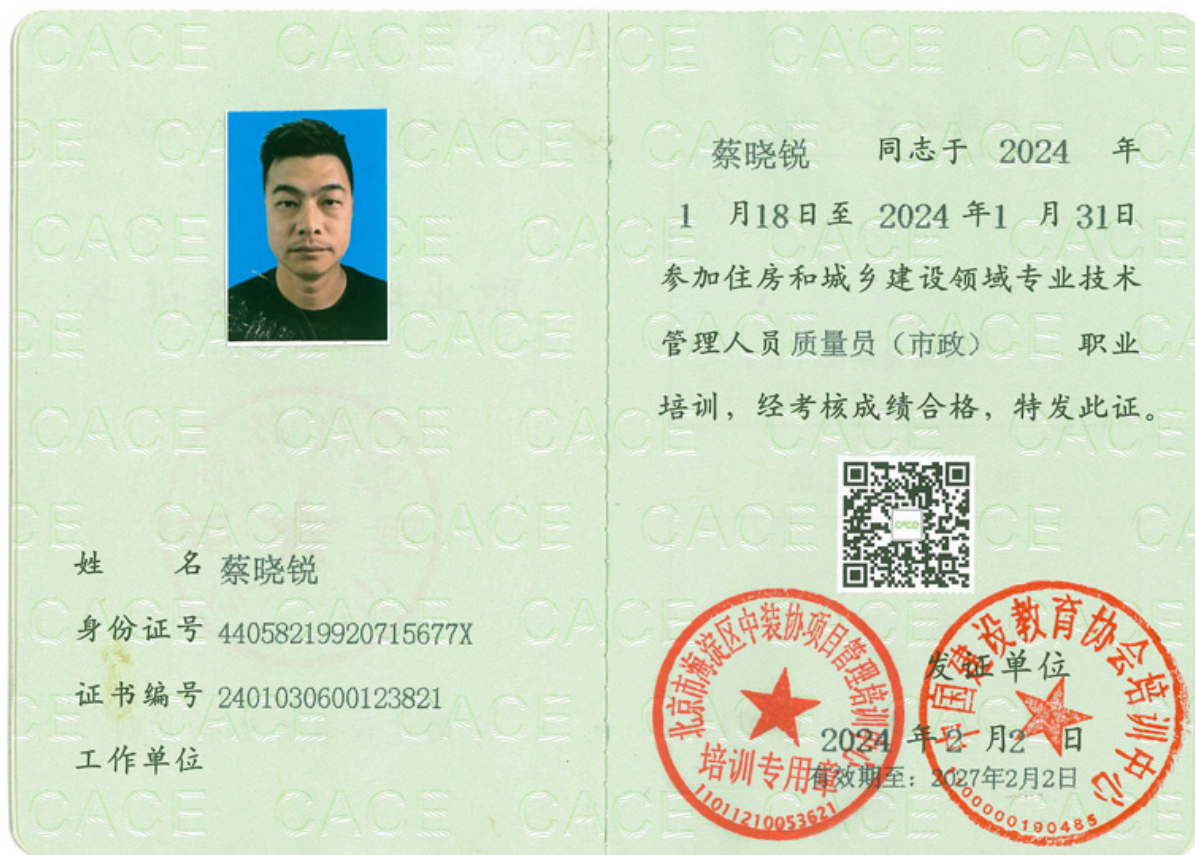 姓 名 蔡晓锐
身份证号 44058219920715677X
证书编号 2401030600123821
工作单位
蔡晓锐 同志于 2024 年
1 月18日至 2024 年1 月 31日
参加住房和城乡建设领域专业技术
管理人员质量员（市政） 职业
培训，经考核成绩合格，特发此证。
发证单位
2024 年2 月2 日
有效期至：2027年2月2日
北京市海淀区中装协项目管理培训中心
培训专用章
11011210053621
中国建设教育协会培训中心
CACE